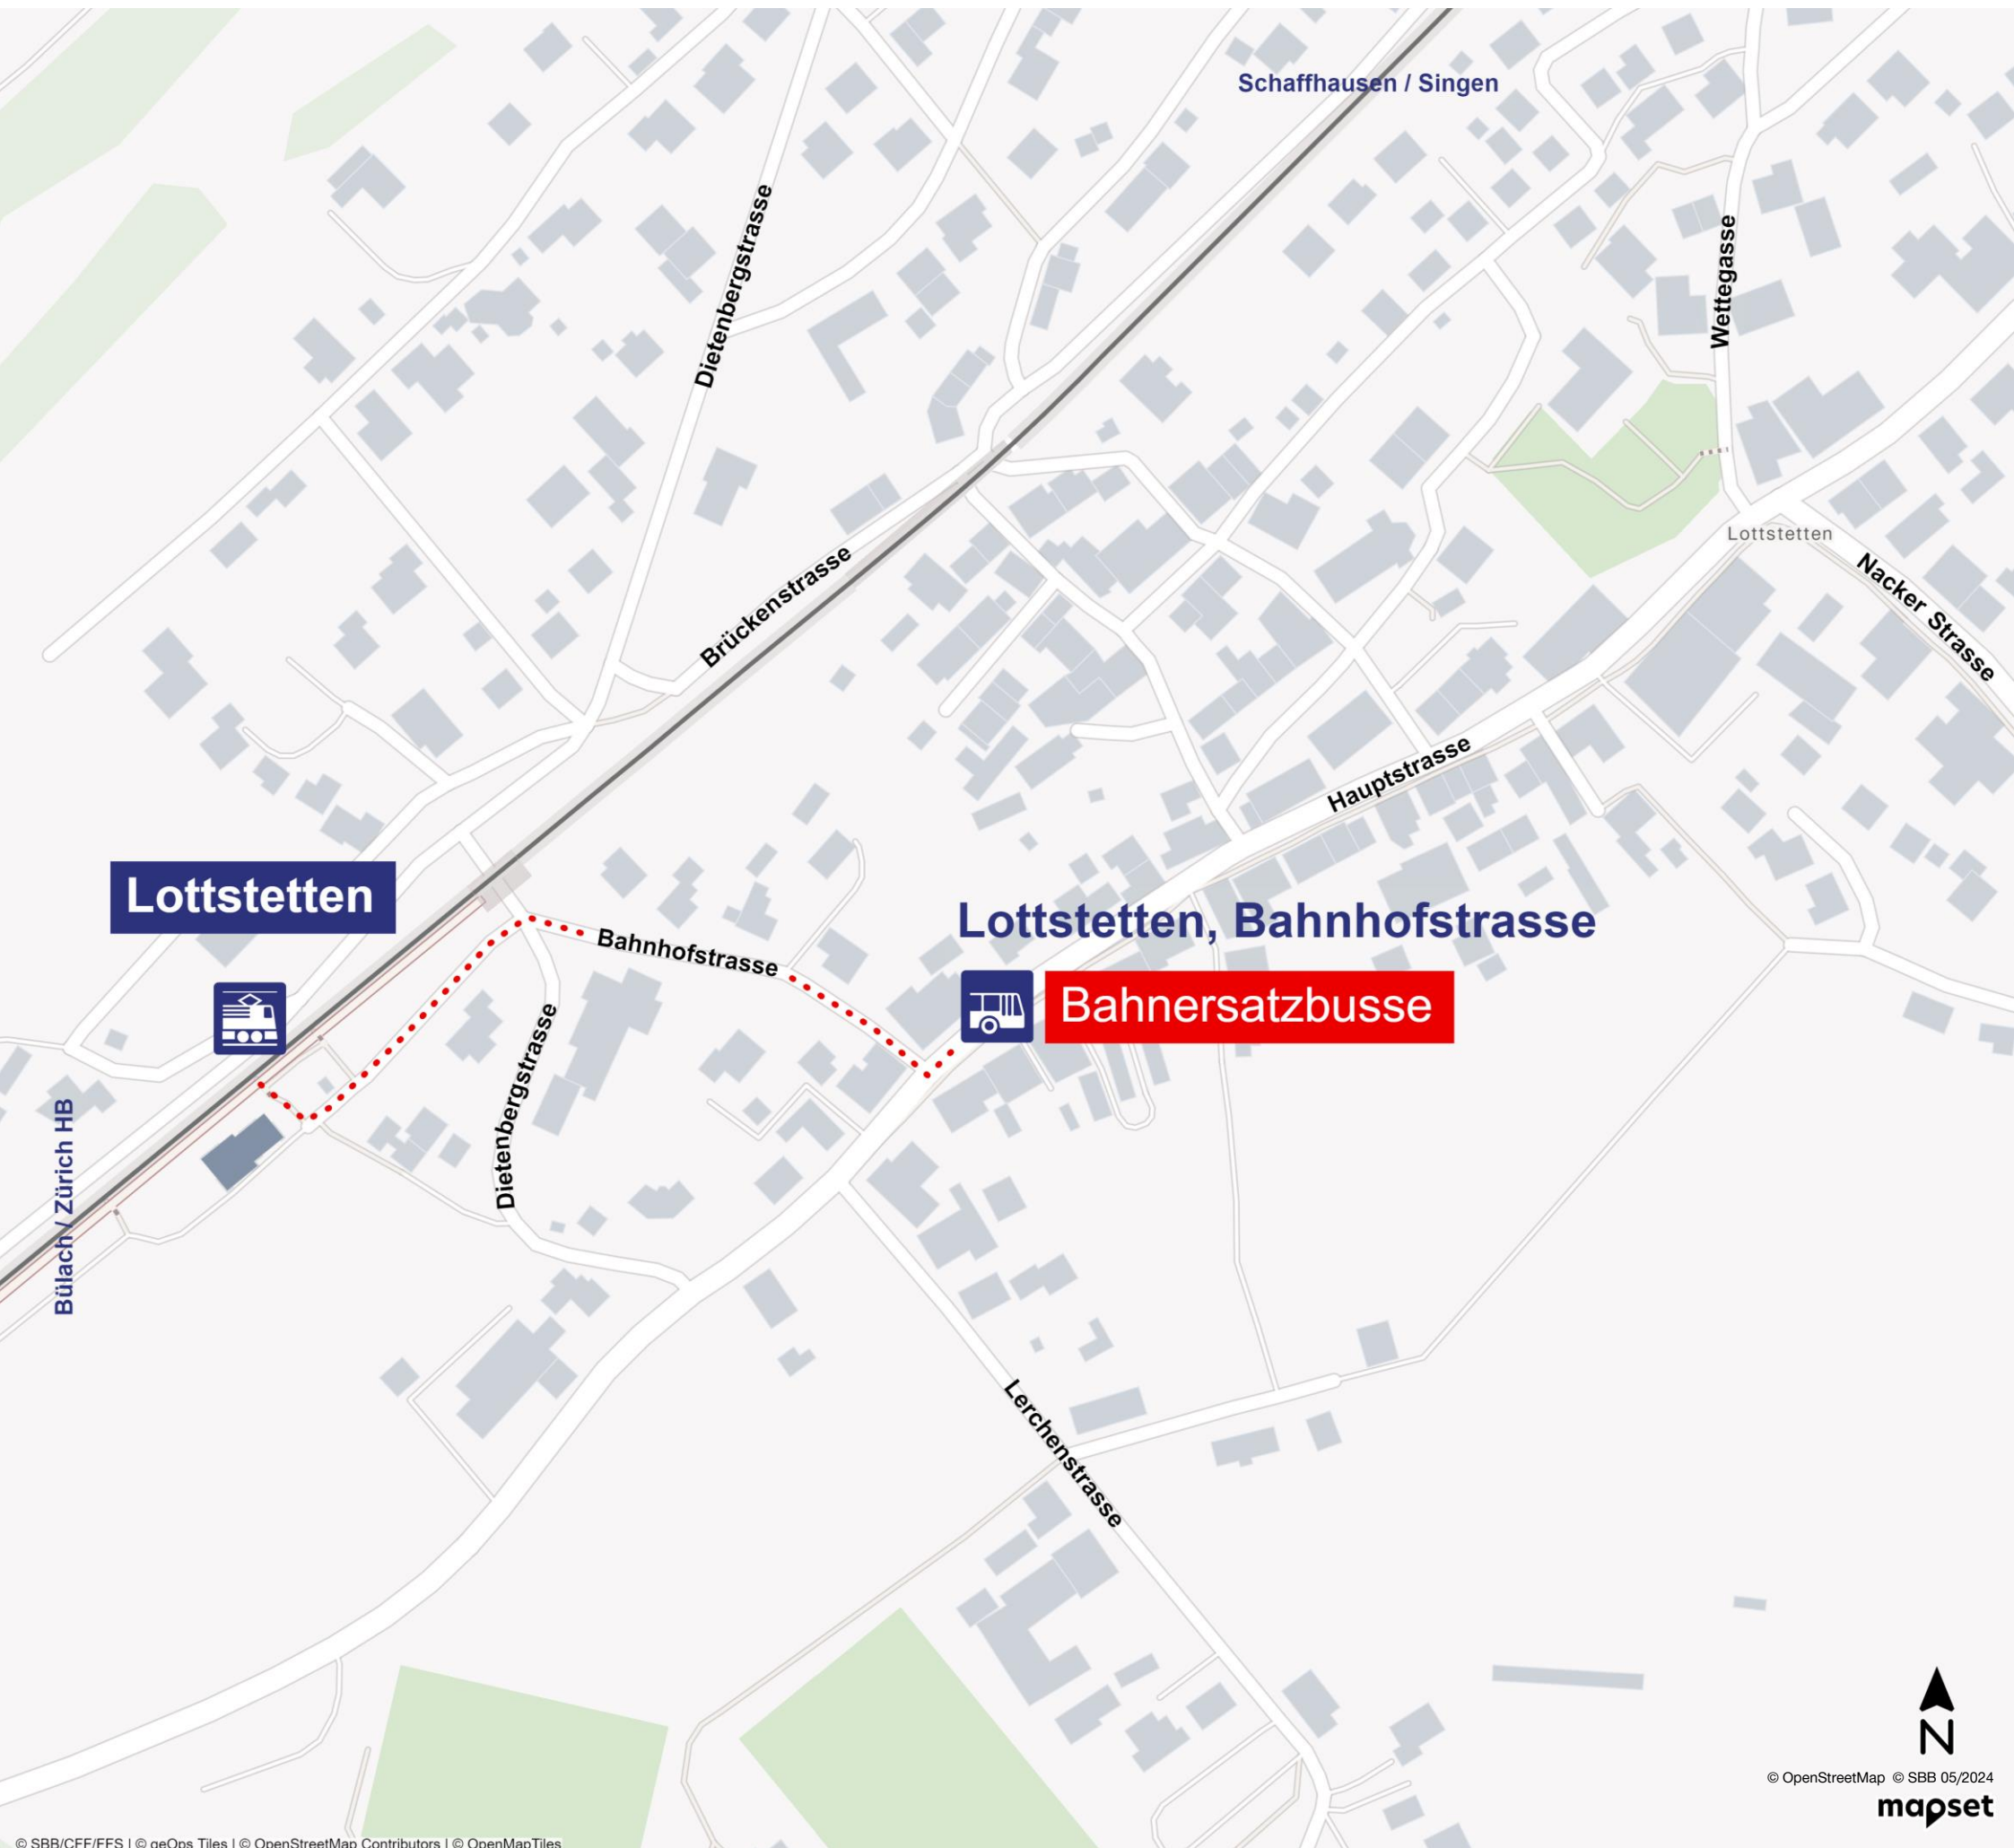 Schaffhausen / Singen
Dietenbergstrasse
Wettegasse
Lottstetten
Nacker Strasse
Brückenstrasse
Hauptstrasse
Lottstetten
Lottstetten, Bahnhofstrasse
Bahnhofstrasse
Bahnersatzbusse
Dietenbergstrasse
Bülach / Zürich HB
Lerchenstrasse
N
© OpenStreetMap © SBB 05/2024
mapset
© SBB/CFF/FFS | © geOps Tiles | © OpenStreetMap Contributors | © OpenMapTiles